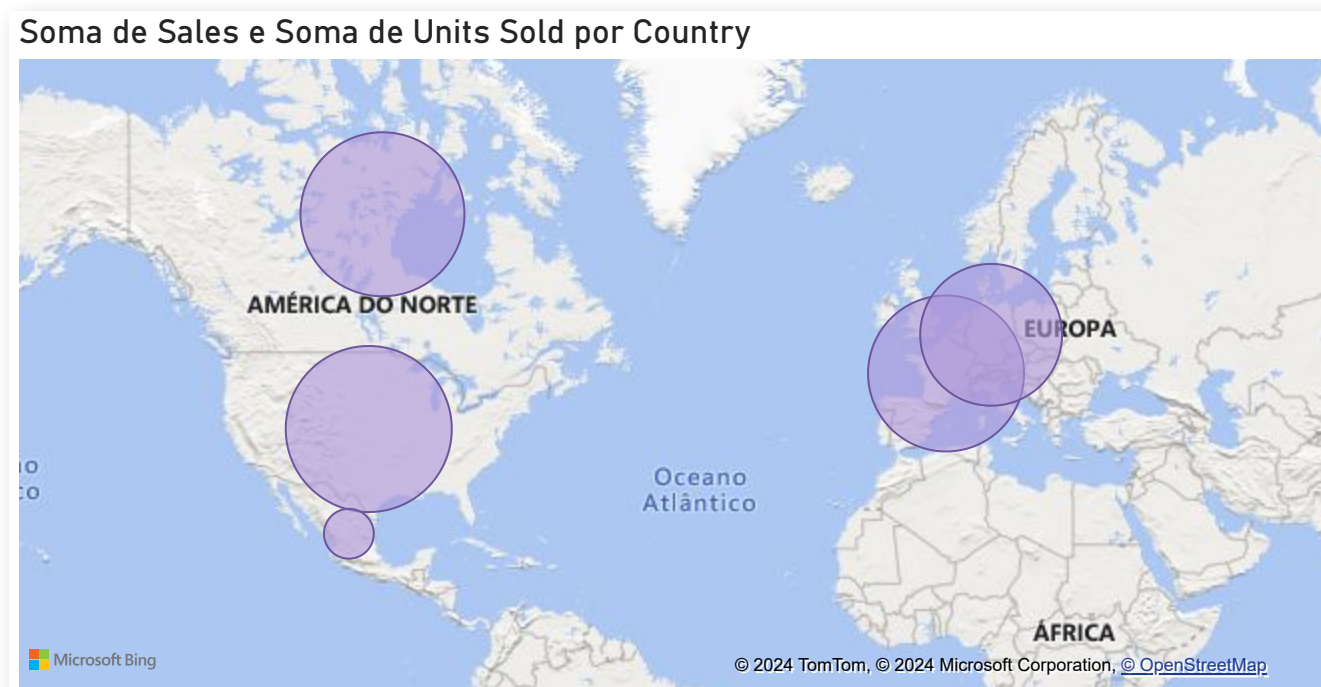 Soma de Sales e Soma de Units Sold por Country
AMÉRICA DO NORTE
EUROPA
Oceano
Atlântico
ÁFRICA
Microsoft Bing
© 2024 TomTom, © 2024 Microsoft Corporation, © OpenStreetMap